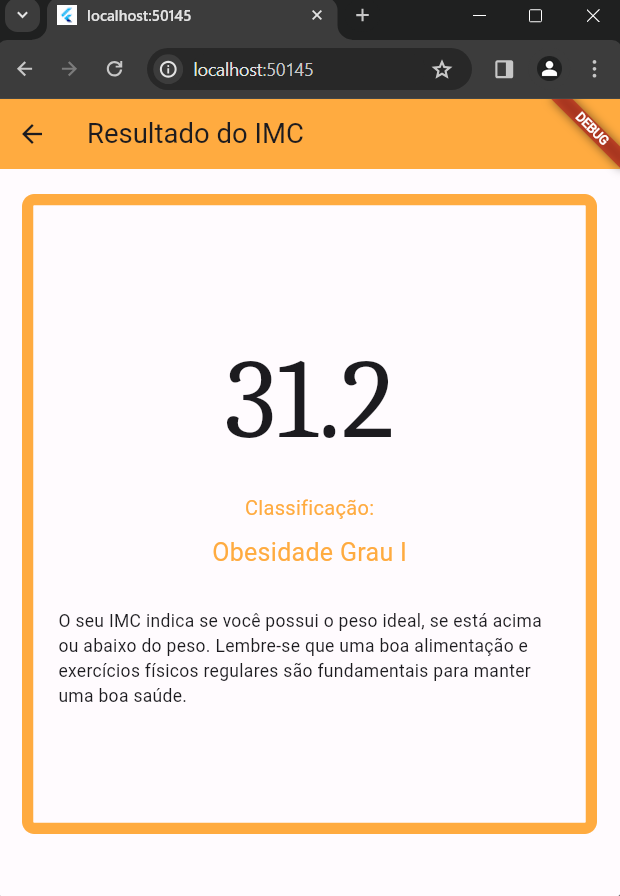 localhost:50145
localhost:50145
Resultado do IMC
DEBUG
31.2
Classificação:
Obesidade Grau I
O seu IMC indica se você possui o peso ideal, se está acima
ou abaixo do peso. Lembre-se que uma boa alimentação e
exercícios físicos regulares são fundamentais para manter
uma boa saúde.